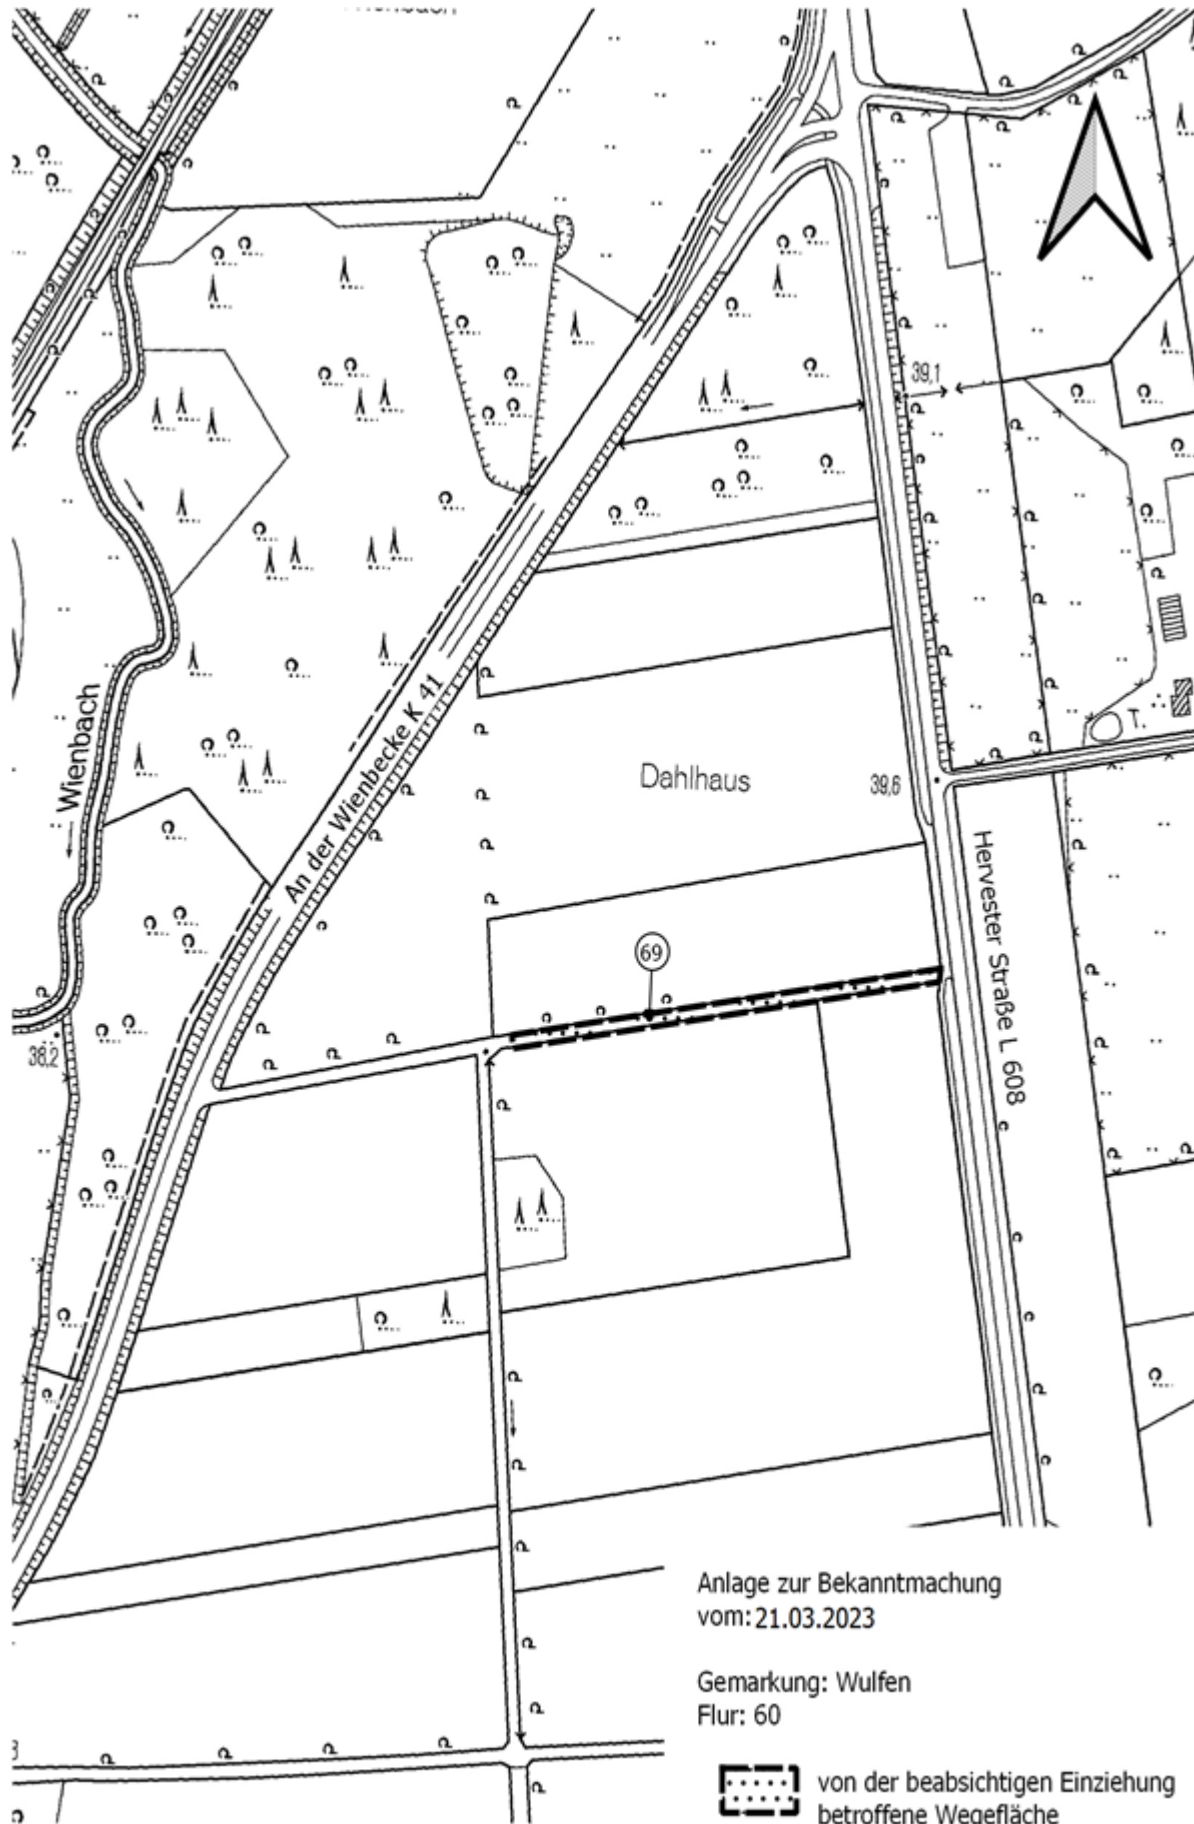 39,1
Wienbach
An der Wienbecke K 41
Dahlhaus
39,6
T.
Hervester Straße L 608
69
38,2
Anlage zur Bekanntmachung
vom: 21.03.2023
Gemarkung: Wulfen
Flur: 60
von der beabsichtigen Einziehung
betroffene Wegefläche